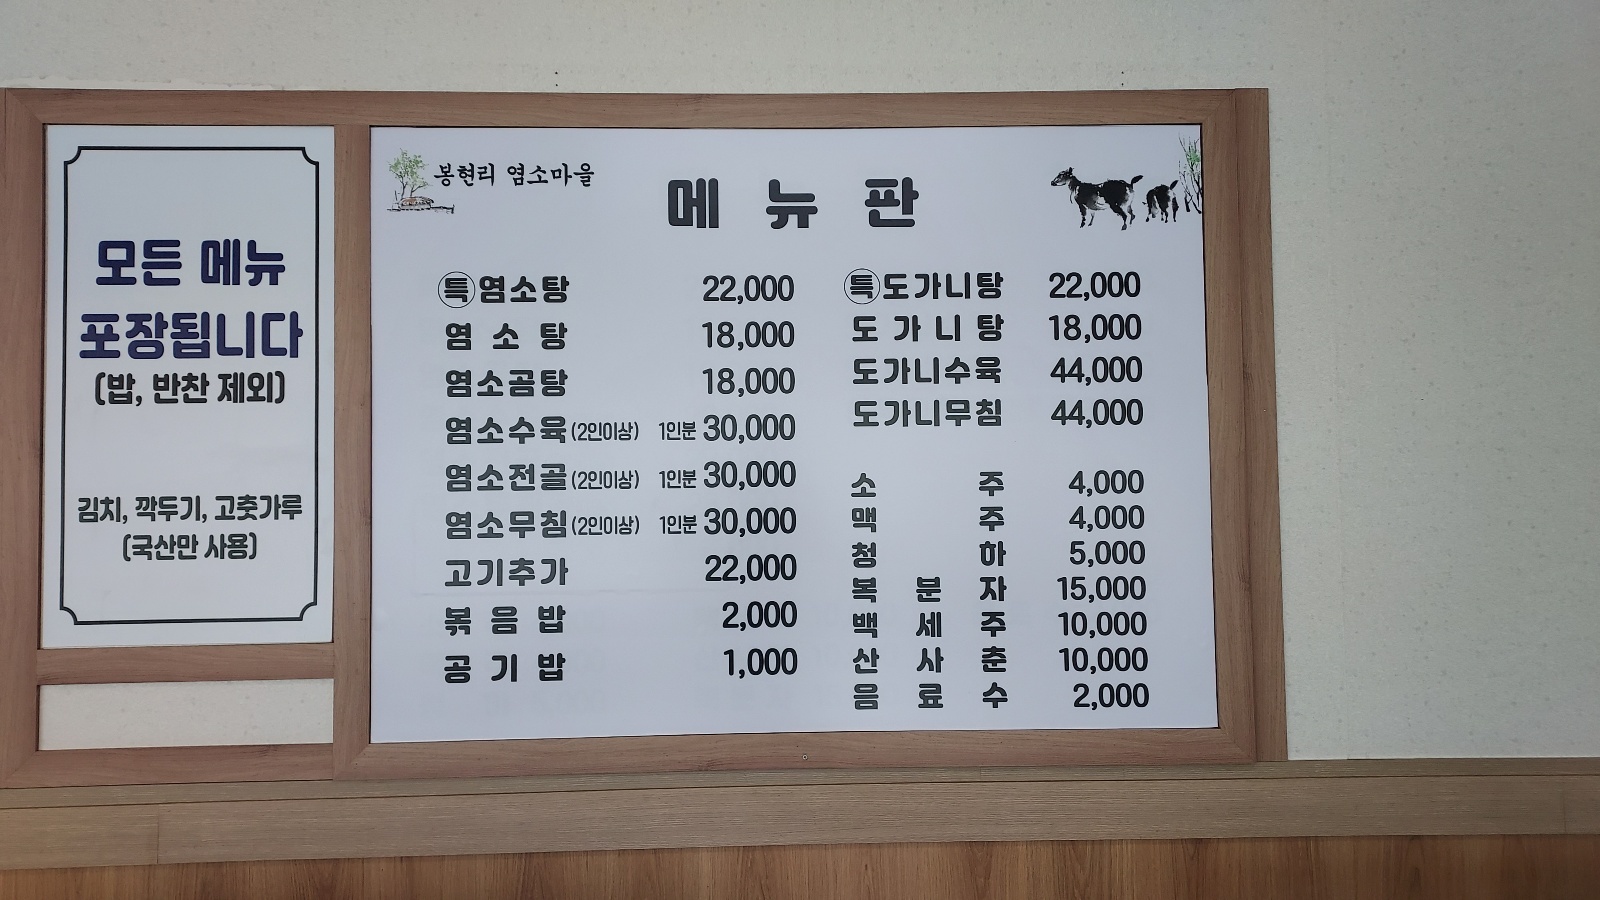 모든 메뉴
포장됩니다
(밥, 반찬 제외)
김치, 깍두기, 고춧가루
(국산만 사용)
봉현리 염소마을
메뉴판
특 염소탕 22,000
염소탕 18,000
염소곰탕 18,000
염소수육(2인이상) 1인분 30,000
염소전골(2인이상) 1인분 30,000
염소무침(2인이상) 1인분 30,000
고기추가 22,000
볶음밥 2,000
공기밥 1,000
특 도가니탕 22,000
도가니탕 18,000
도가니수육 44,000
도가니무침 44,000
소주 4,000
맥주 4,000
청하 5,000
복분자 15,000
백세주 10,000
산사춘 10,000
음료수 2,000